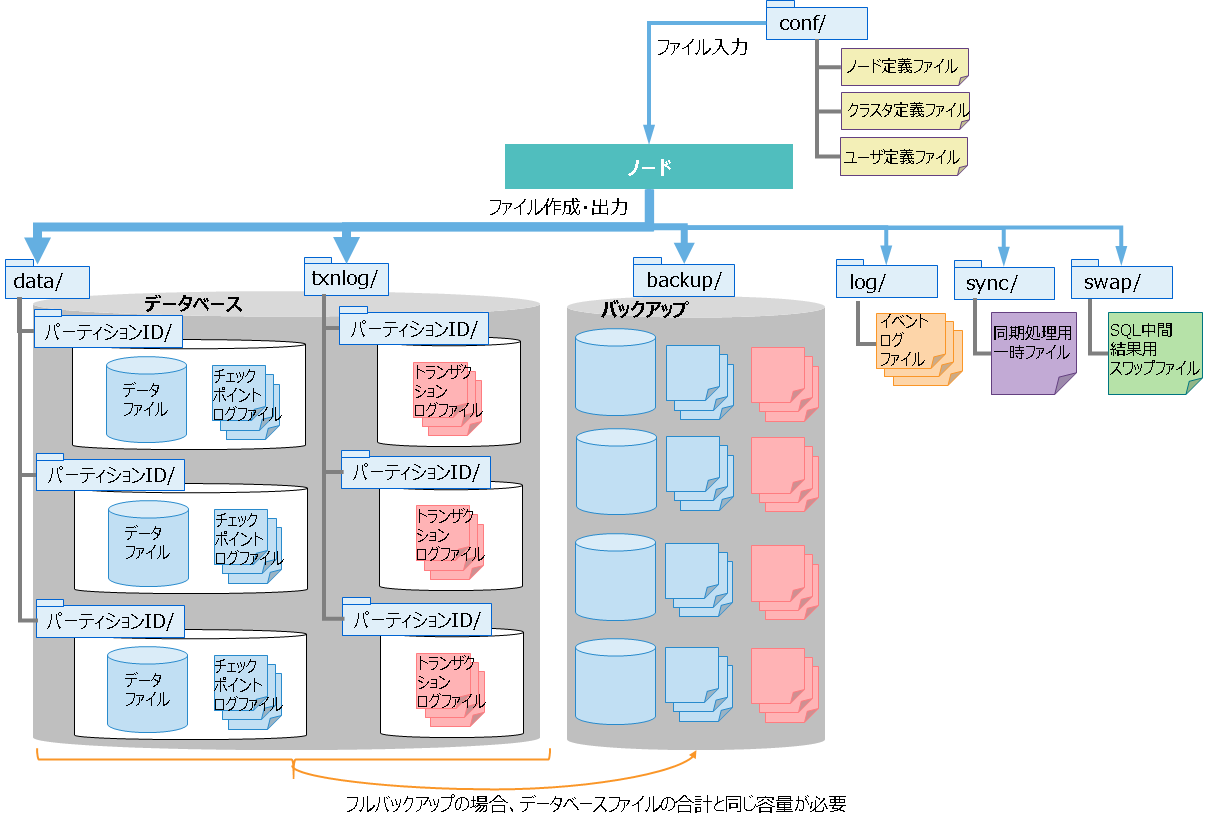 conf/
ファイル入力
ノード定義ファイル
クラスタ定義ファイル
ユーザ定義ファイル
ノード
ファイル作成・出力
data/
txnlog/
backup/
log/
sync/
swap/
データベース
バックアップ
パーティションID/
データ
ファイル
チェック
ポイント
ログファイル
パーティションID/
トランザク
ション
ログファイル
イベント
ログ
ファイル
同期処理用
一時ファイル
SQL中間
結果用
スワップファイル
パーティションID/
データ
ファイル
チェック
ポイント
ログファイル
パーティションID/
トランザク
ション
ログファイル
パーティションID/
データ
ファイル
チェック
ポイント
ログファイル
パーティションID/
トランザク
ション
ログファイル
フルバックアップの場合、データベースファイルの合計と同じ容量が必要